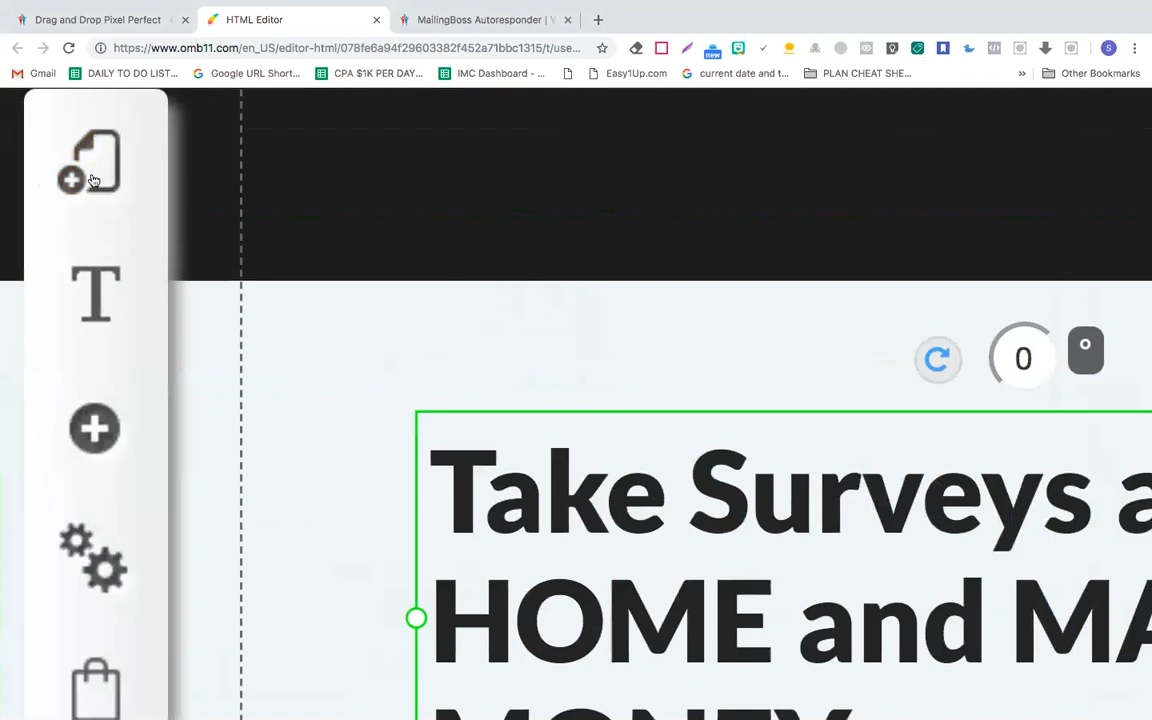 Drag and Drop Pixel Perfect
HTML Editor
MailingBoss Autoresponder |
https://www.omb11.com/en_US/editor-html/078fe6a94f29603382f452a71bbc1315/t/use...
new
S
Gmail
DAILY TO DO LIST...
Google URL Short...
CPA $1K PER DAY...
IMC Dashboard - ...
Easy1Up.com
current date and t...
PLAN CHEAT SHE...
»
Other Bookmarks
T
0
Take Surveys a
HOME and MA
MONEY